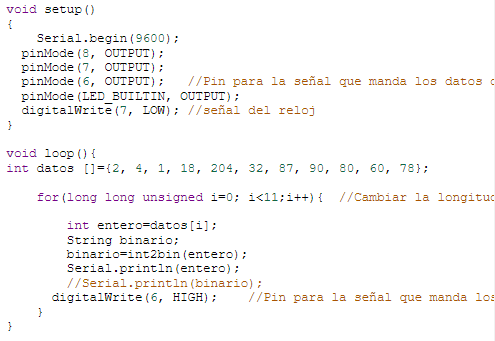 void setup()
{
Serial.begin(9600);
pinMode(8, OUTPUT);
pinMode(7, OUTPUT);
pinMode(6, OUTPUT); //Pin para la señal que manda los datos
pinMode(LED_BUILTIN, OUTPUT);
digitalWrite(7, LOW); //señal del reloj
}
void loop(){
int datos []={2, 4, 1, 18, 204, 32, 87, 90, 80, 60, 78};
for(long long unsigned i=0; i<11;i++){ //Cambiar la longitud
int entero=datos[i];
String binario;
binario=int2bin(entero);
Serial.println(entero);
//Serial.println(binario);
digitalWrite(6, HIGH); //Pin para la señal que manda los
}
}